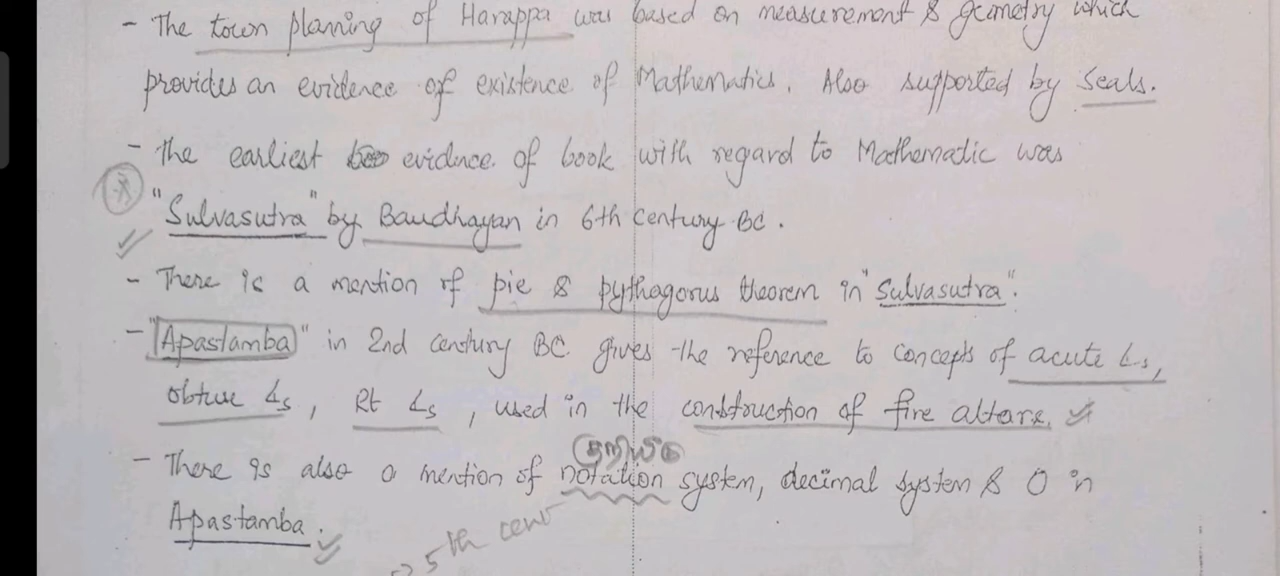 - The town planning of Harappa was based on measurement & geometry which
provides an evidence of existence of Mathematics. Also supported by seals.
- The earliest evidence of book with regard to Mathematic was
"Sulvasutra" by Baudhayan in 6th century BC.
- There is a mention of pie & pythagorus theorem in "Sulvasutra".
- "Apastamba" in 2nd century BC gives the reference to concepts of acute ∠s,
obtuse ∠s, Rt ∠s, used in the construction of fire altars.
- There is also a mention of notation system, decimal system & 0 in
Apastamba.
5th cent